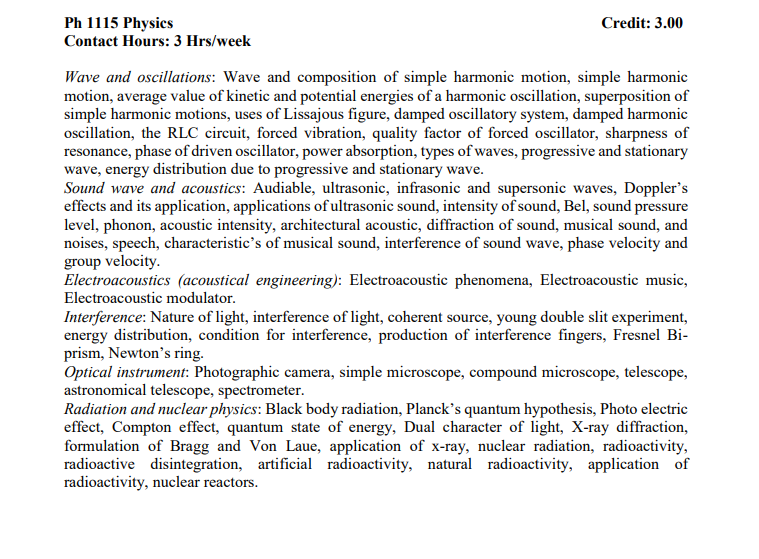 Ph 1115 Physics Credit: 3.00
Contact Hours: 3 Hrs/week
Wave and oscillations: Wave and composition of simple harmonic motion, simple harmonic
motion, average value of kinetic and potential energies of a harmonic oscillation, superposition of
simple harmonic motions, uses of Lissajous figure, damped oscillatory system, damped harmonic
oscillation, the RLC circuit, forced vibration, quality factor of forced oscillator, sharpness of
resonance, phase of driven oscillator, power absorption, types of waves, progressive and stationary
wave, energy distribution due to progressive and stationary wave.
Sound wave and acoustics: Audiable, ultrasonic, infrasonic and supersonic waves, Doppler’s
effects and its application, applications of ultrasonic sound, intensity of sound, Bel, sound pressure
level, phonon, acoustic intensity, architectural acoustic, diffraction of sound, musical sound, and
noises, speech, characteristic’s of musical sound, interference of sound wave, phase velocity and
group velocity.
Electroacoustics (acoustical engineering): Electroacoustic phenomena, Electroacoustic music,
Electroacoustic modulator.
Interference: Nature of light, interference of light, coherent source, young double slit experiment,
energy distribution, condition for interference, production of interference fingers, Fresnel Bi-
prism, Newton’s ring.
Optical instrument: Photographic camera, simple microscope, compound microscope, telescope,
astronomical telescope, spectrometer.
Radiation and nuclear physics: Black body radiation, Planck’s quantum hypothesis, Photo electric
effect, Compton effect, quantum state of energy, Dual character of light, X-ray diffraction,
formulation of Bragg and Von Laue, application of x-ray, nuclear radiation, radioactivity,
radioactive disintegration, artificial radioactivity, natural radioactivity, application of
radioactivity, nuclear reactors.